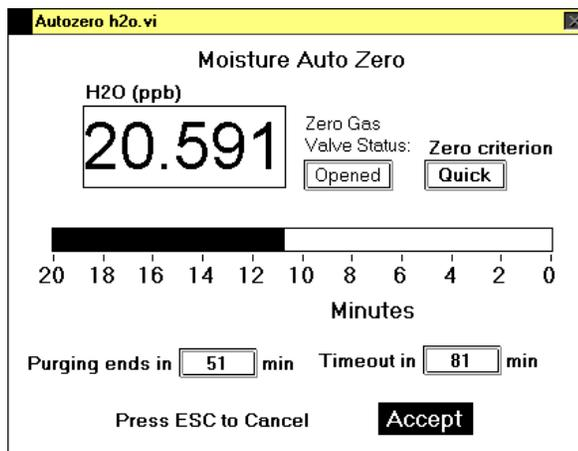 Autozero h2o.vi
Moisture Auto Zero
H2O (ppb)
20.591
Zero Gas
Valve Status:
Opened
Zero criterion
Quick
20 18 16 14 12 10 8 6 4 2 0
Minutes
Purging ends in 51 min Timeout in 81 min
Press ESC to Cancel Accept